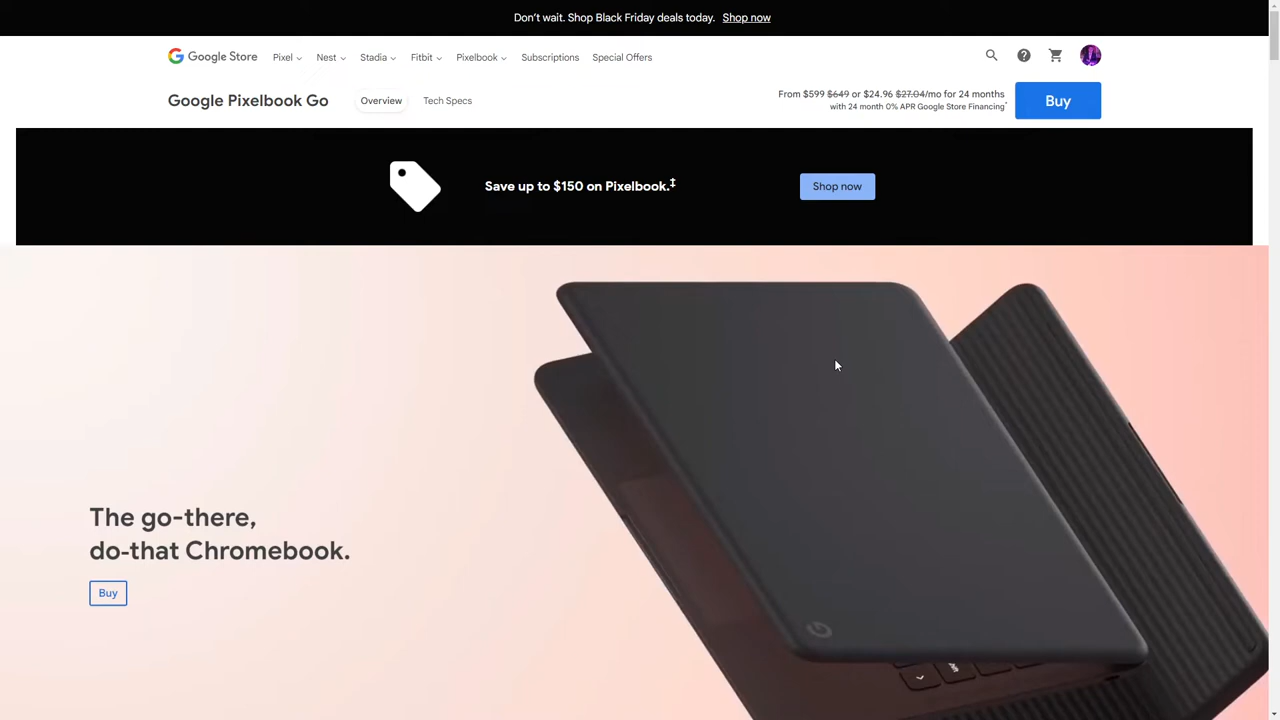 Don't wait. Shop Black Friday deals today. Shop now
Google Store Pixel Nest Stadia Fitbit Pixelbook Subscriptions Special Offers
Google Pixelbook Go Overview Tech Specs
From $599 $649 or $24.96 $27.04/mo for 24 months
with 24 month 0% APR Google Store Financing*
Buy
Save up to $150 on Pixelbook.‡ Shop now
The go-there,
do-that Chromebook.
Buy